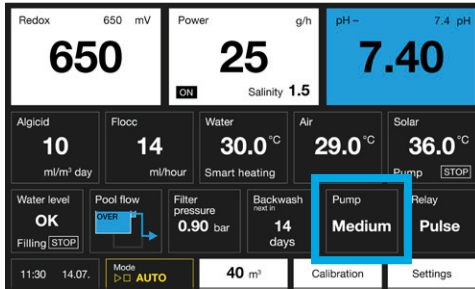 Redox 650 mV
650
Power g/h
25
ON Salinity 1.5
pH – 7.4 pH
7.40
Algicid
10
ml/m³ day
Flocc
14
ml/hour
Water
30.0 °C
Smart heating
Air
29.0 °C
Solar
36.0 °C
Pump STOP
Water level
OK
Filling STOP
Pool flow
OVER
Filter
pressure
0.90 bar
Backwash
next in
14
days
Pump
Medium
Relay
Pulse
11:30 14.07.
Mode
AUTO
40 m³
Calibration
Settings